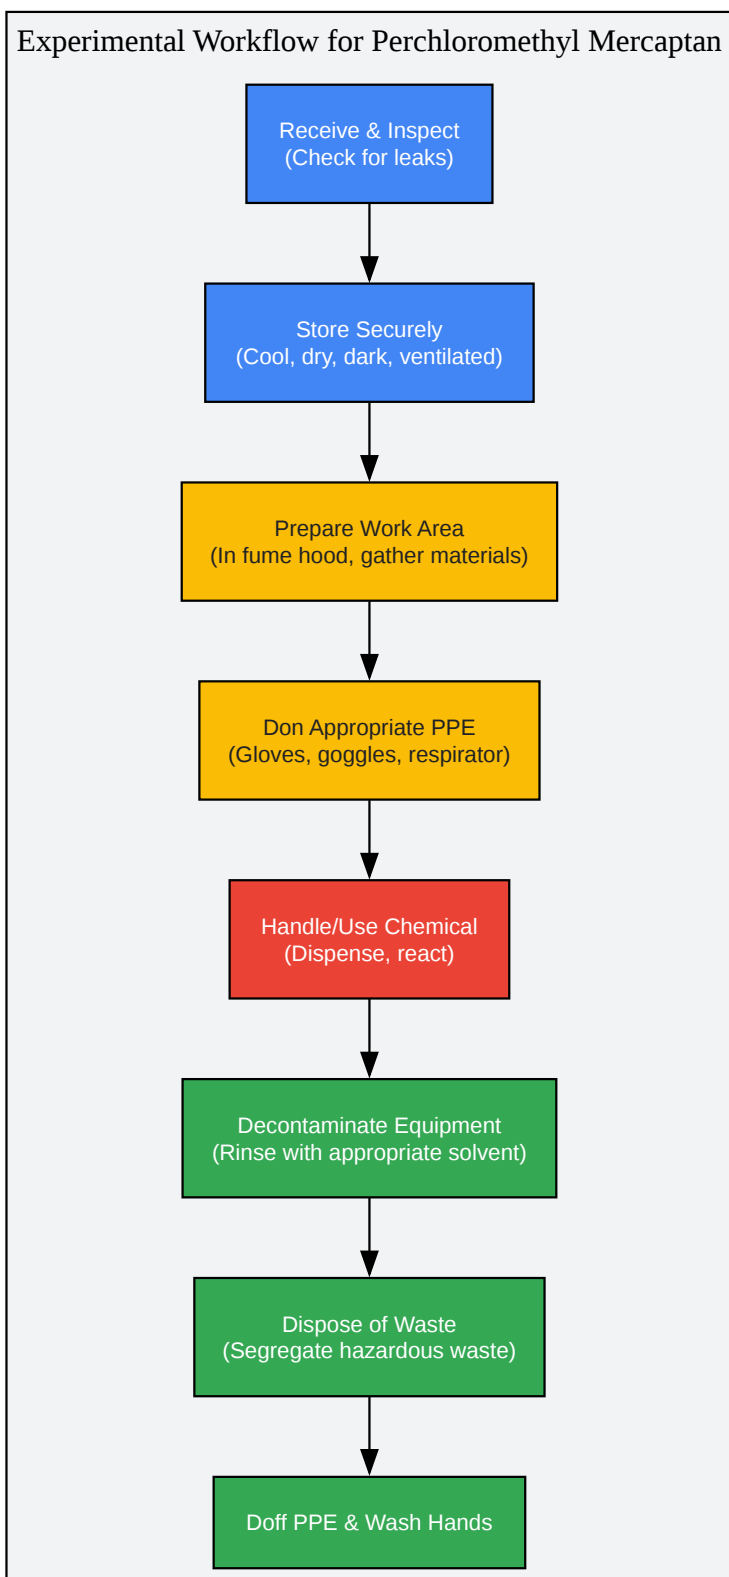 Experimental Workflow for Perchloromethyl Mercaptan
Receive & Inspect
(Check for leaks)
Store Securely
(Cool, dry, dark, ventilated)
Prepare Work Area
(In fume hood, gather materials)
Don Appropriate PPE
(Gloves, goggles, respirator)
Handle/Use Chemical
(Dispense, react)
Decontaminate Equipment
(Rinse with appropriate solvent)
Dispose of Waste
(Segregate hazardous waste)
Doff PPE & Wash Hands